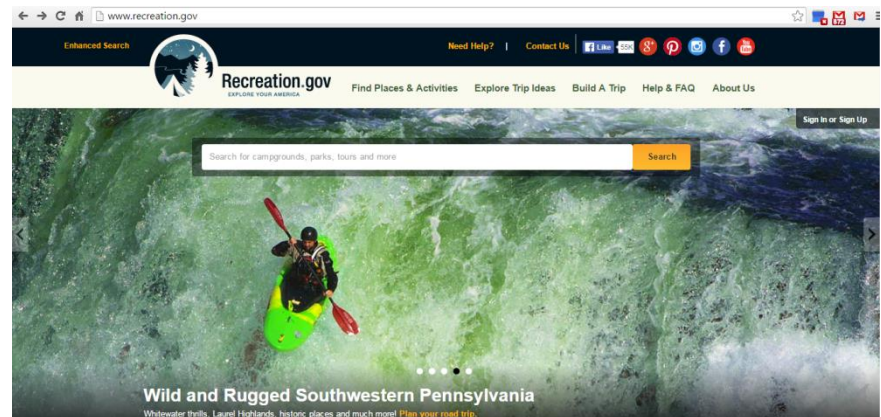 www.recreation.gov
672
Enhanced Search
Need Help? | Contact Us
Like 55K
Recreation.gov
EXPLORE YOUR AMERICA
Find Places & Activities Explore Trip Ideas Build A Trip Help & FAQ About Us
Sign In or Sign Up
Search for campgrounds, parks, tours and more
Search
Wild and Rugged Southwestern Pennsylvania
Whitewater thrills, Laurel Highlands, historic places and much more! Plan your road trip.